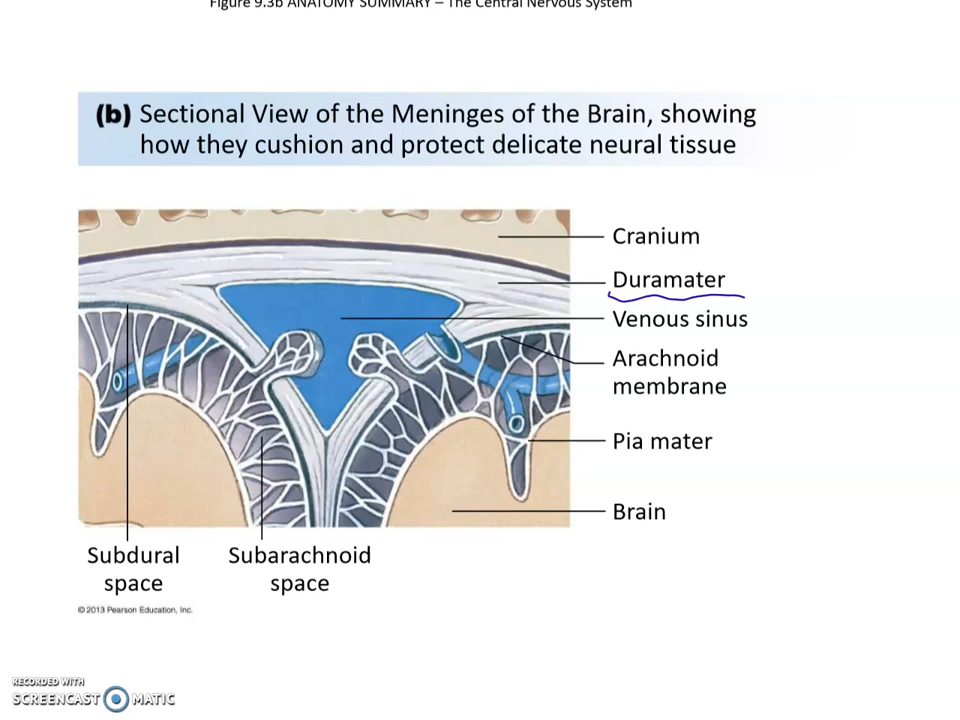 Figure 9.3b ANATOMY SUMMARY – The Central Nervous System
(b) Sectional View of the Meninges of the Brain, showing
how they cushion and protect delicate neural tissue
Cranium
Duramater
Venous sinus
Arachnoid
membrane
Pia mater
Brain
Subdural
space
Subarachnoid
space
© 2013 Pearson Education, Inc.
RECORDED WITH
SCREENCAST MATIC